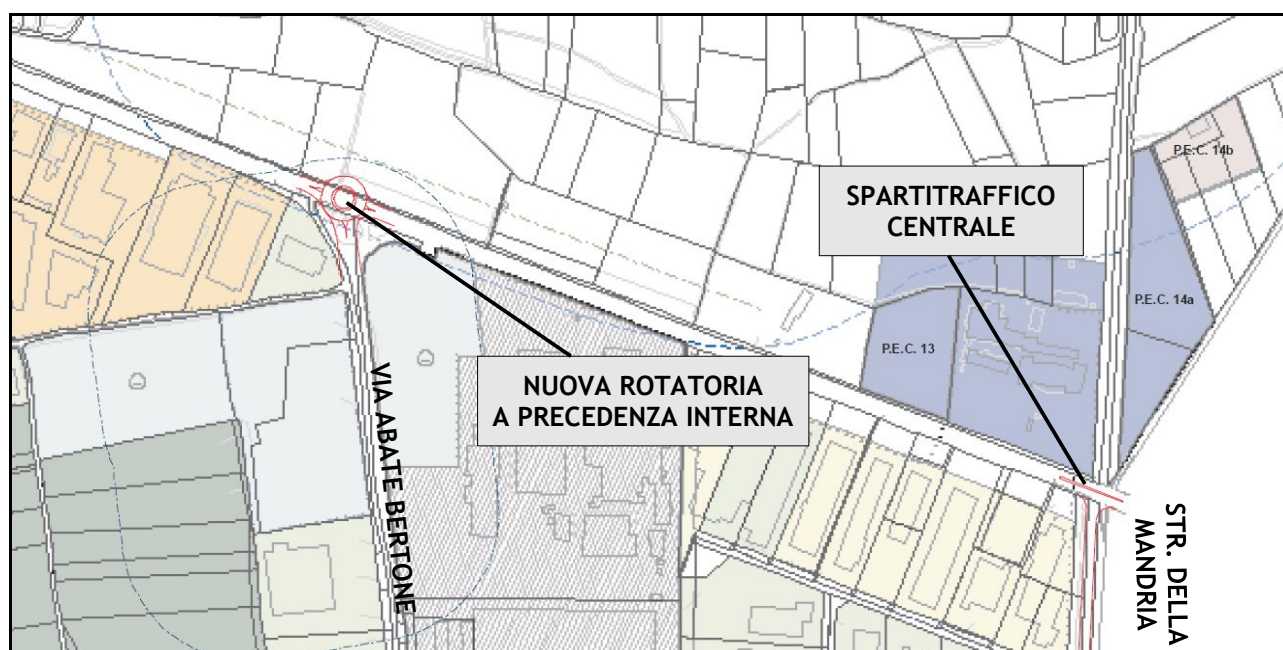 P.E.C. 14b
SPARTITRAFFICO
CENTRALE
P.E.C. 14a
P.E.C. 13
NUOVA ROTATORIA
A PRECEDENZA INTERNA
VIA ABATE BERTONE
STR. DELLA
MANDRIA